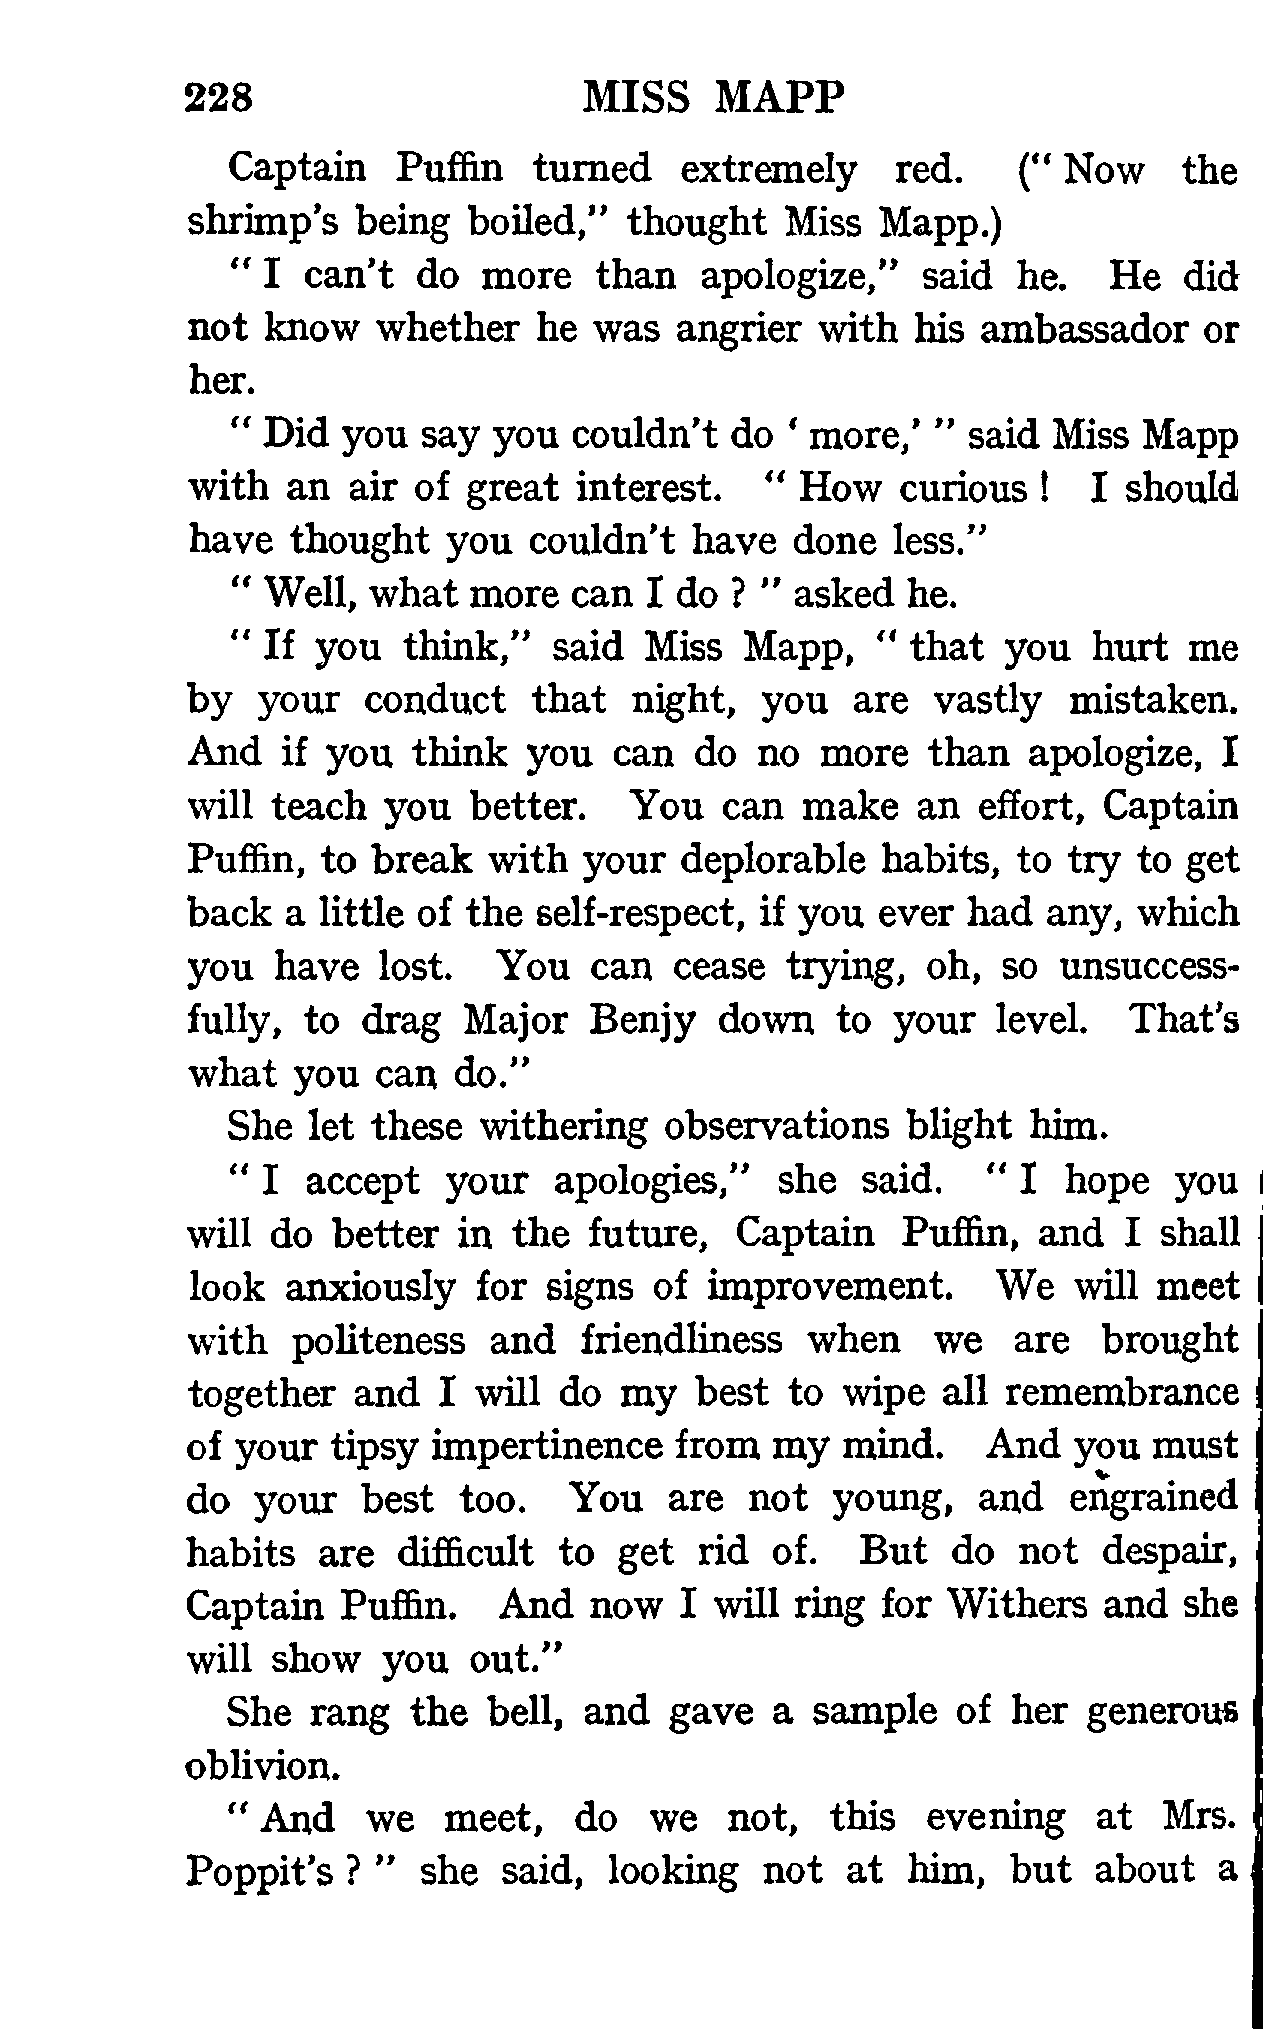 228 MISS MAPP
Captain Puffin turned extremely red. (“ Now the
shrimp’s being boiled,” thought Miss Mapp.)
“ I can’t do more than apologize,” said he. He did
not know whether he was angrier with his ambassador or
her.
“ Did you say you couldn’t do ‘ more,’ ” said Miss Mapp
with an air of great interest. “ How curious ! I should
have thought you couldn’t have done less.”
“ Well, what more can I do ? ” asked he.
“ If you think,” said Miss Mapp, “ that you hurt me
by your conduct that night, you are vastly mistaken.
And if you think you can do no more than apologize, I
will teach you better. You can make an effort, Captain
Puffin, to break with your deplorable habits, to try to get
back a little of the self-respect, if you ever had any, which
you have lost. You can cease trying, oh, so unsuccess-
fully, to drag Major Benjy down to your level. That’s
what you can do.”
She let these withering observations blight him.
“ I accept your apologies,” she said. “ I hope you
will do better in the future, Captain Puffin, and I shall
look anxiously for signs of improvement. We will meet
with politeness and friendliness when we are brought
together and I will do my best to wipe all remembrance
of your tipsy impertinence from my mind. And you must
do your best too. You are not young, and engrained
habits are difficult to get rid of. But do not despair,
Captain Puffin. And now I will ring for Withers and she
will show you out.”
She rang the bell, and gave a sample of her generous
oblivion.
“ And we meet, do we not, this evening at Mrs.
Poppit’s ? ” she said, looking not at him, but about a